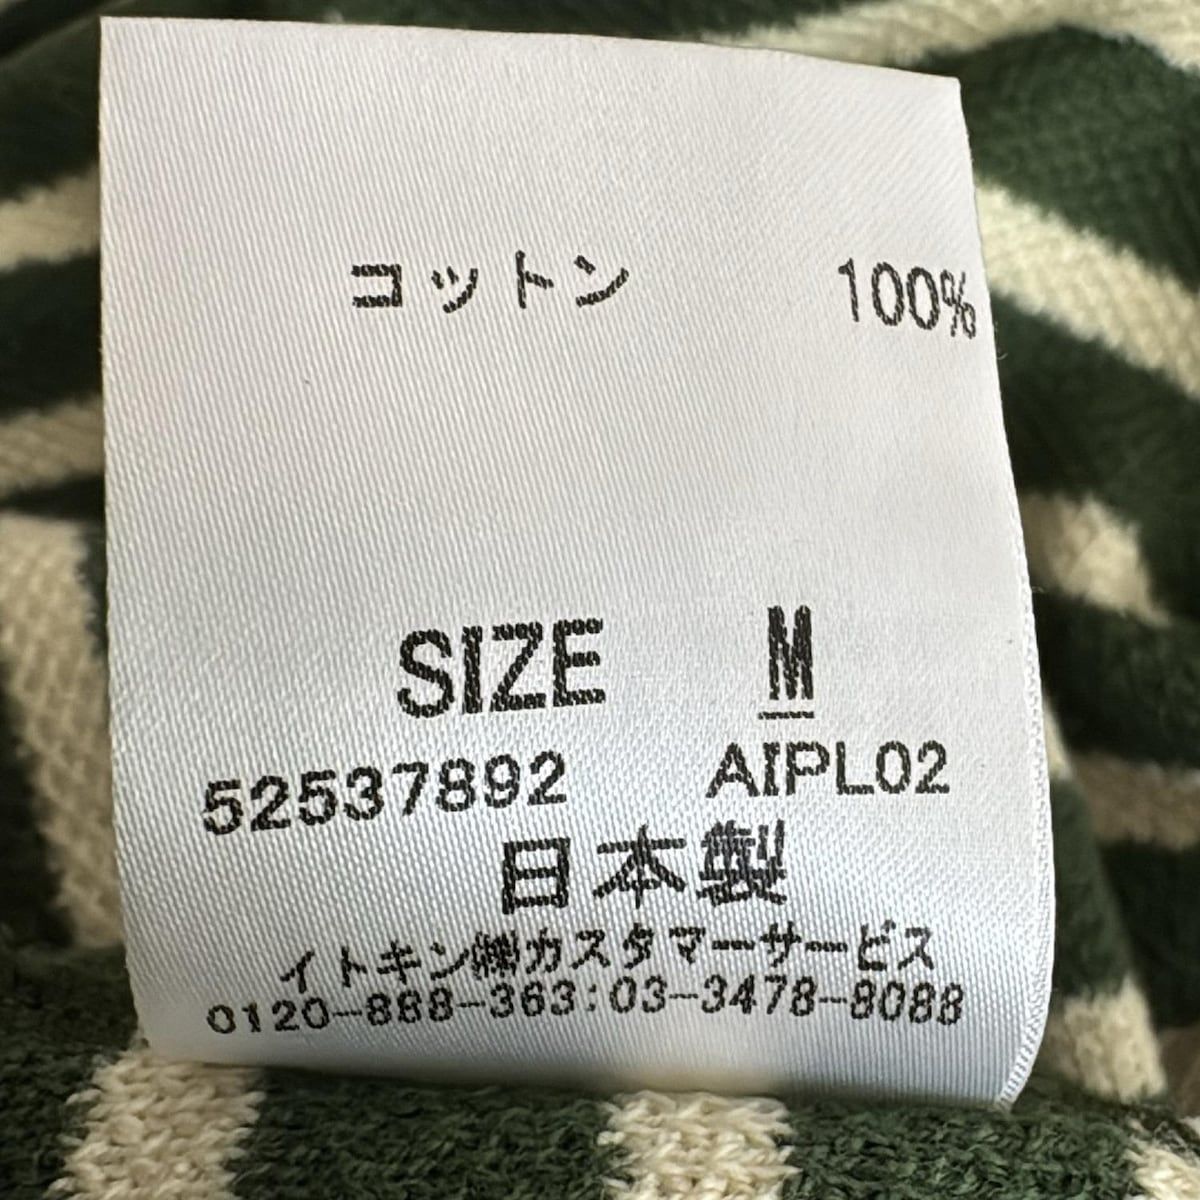 コットン 100%
SIZE M
52537892 AIPL02
日本製
イトキン㈱カスタマーサービス
0120-888-363:03-3478-8088